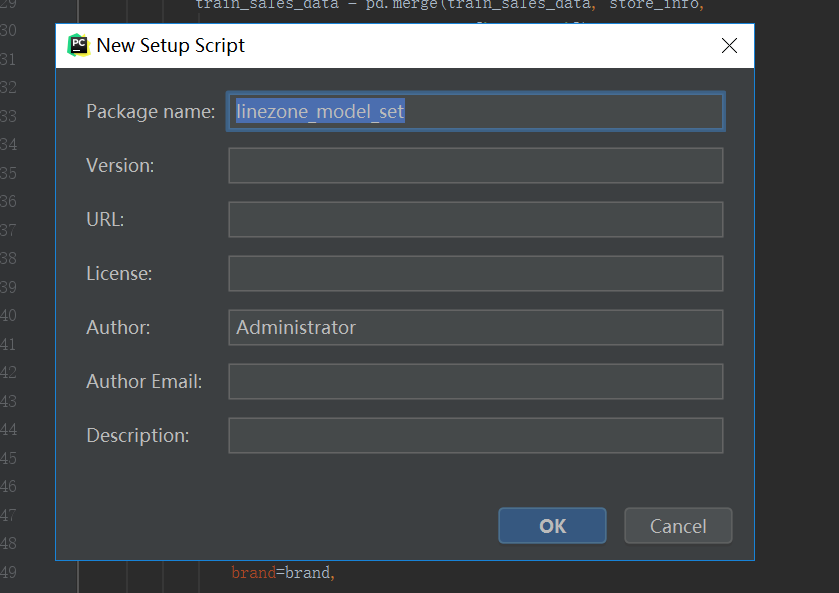 29 train_sales_data = pd.merge(train_sales_data, store_info,
30
PC New Setup Script
31
32
33 Package name: linezone_model_set
34
35 Version:
36
37 URL:
38
39 License:
40
41 Author: Administrator
42
43 Author Email:
44
45 Description:
46
47
48 OK Cancel
49 brand=brand,